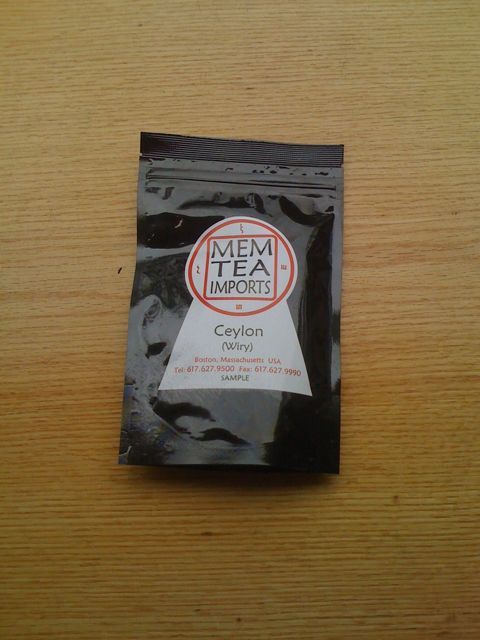 MEM
TEA
IMPORTS
Ceylon
(Wiry)
Boston, Massachusetts USA
Tel: 617.627.9500 Fax: 617.627.9990
SAMPLE